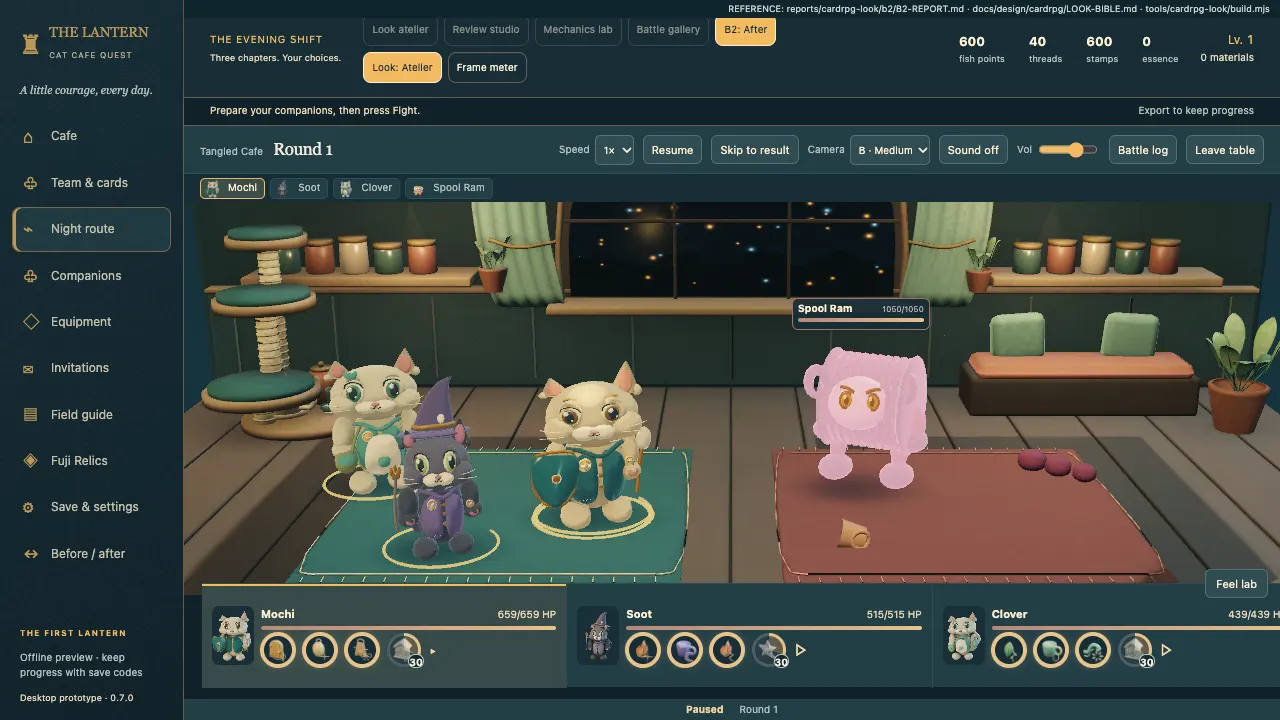 REFERENCE: reports/cardrpg-look/b2/B2-REPORT.md · docs/design/cardrpg/LOOK-BIBLE.md · tools/cardrpg-look/build.mjs
THE LANTERN
CAT CAFE QUEST
A little courage, every day.
Cafe
Team & cards
Night route
Companions
Equipment
Invitations
Field guide
Fuji Relics
Save & settings
Before / after
THE FIRST LANTERN
Offline preview · keep
progress with save codes
Desktop prototype · 0.7.0
THE EVENING SHIFT
Three chapters. Your choices.
Look atelier
Review studio
Mechanics lab
Battle gallery
B2: After
Look: Atelier
Frame meter
600 fish points
40 threads
600 stamps
0 essence
Lv. 1
0 materials
Prepare your companions, then press Fight.
Export to keep progress
Tangled Cafe Round 1
Speed 1x Resume Skip to result Camera B · Medium Sound off Vol Battle log Leave table
Mochi Soot Clover Spool Ram
Spool Ram 1050/1050
Feel lab
Mochi 659/659 HP
30
Soot 515/515 HP
30
Clover 439/439 H
30
Paused Round 1